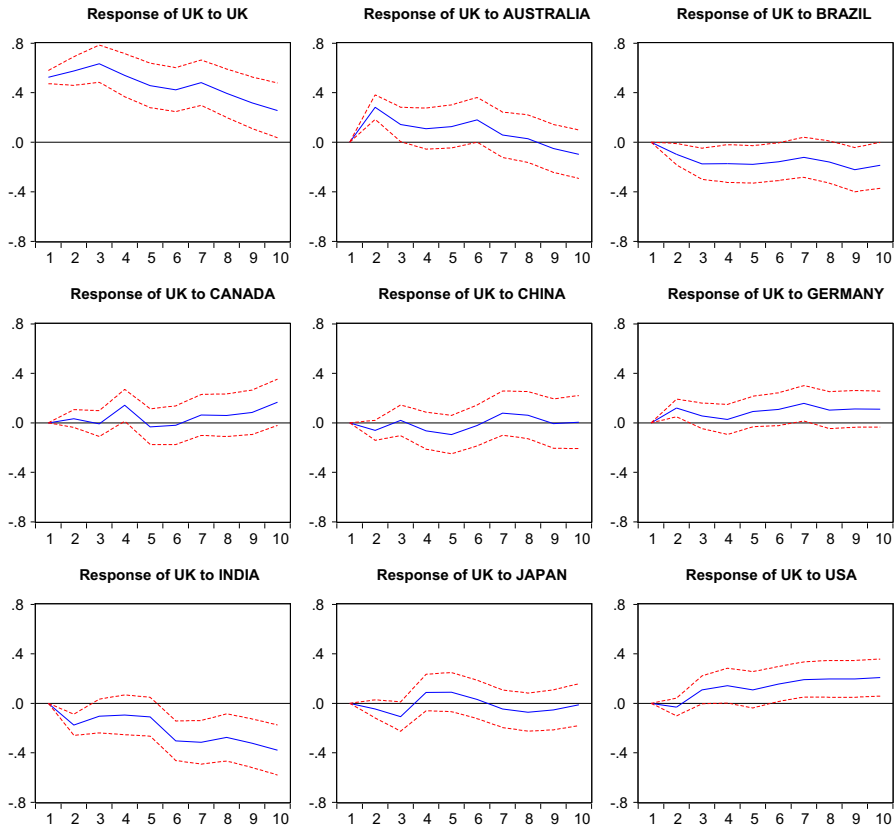 Response of UK to UK
.8
.4
.0
-.4
-.8
1 2 3 4 5 6 7 8 9 10
Response of UK to AUSTRALIA
.8
.4
.0
-.4
-.8
1 2 3 4 5 6 7 8 9 10
Response of UK to BRAZIL
.8
.4
.0
-.4
-.8
1 2 3 4 5 6 7 8 9 10
Response of UK to CANADA
.8
.4
.0
-.4
-.8
1 2 3 4 5 6 7 8 9 10
Response of UK to CHINA
.8
.4
.0
-.4
-.8
1 2 3 4 5 6 7 8 9 10
Response of UK to GERMANY
.8
.4
.0
-.4
-.8
1 2 3 4 5 6 7 8 9 10
Response of UK to INDIA
.8
.4
.0
-.4
-.8
1 2 3 4 5 6 7 8 9 10
Response of UK to JAPAN
.8
.4
.0
-.4
-.8
1 2 3 4 5 6 7 8 9 10
Response of UK to USA
.8
.4
.0
-.4
-.8
1 2 3 4 5 6 7 8 9 10